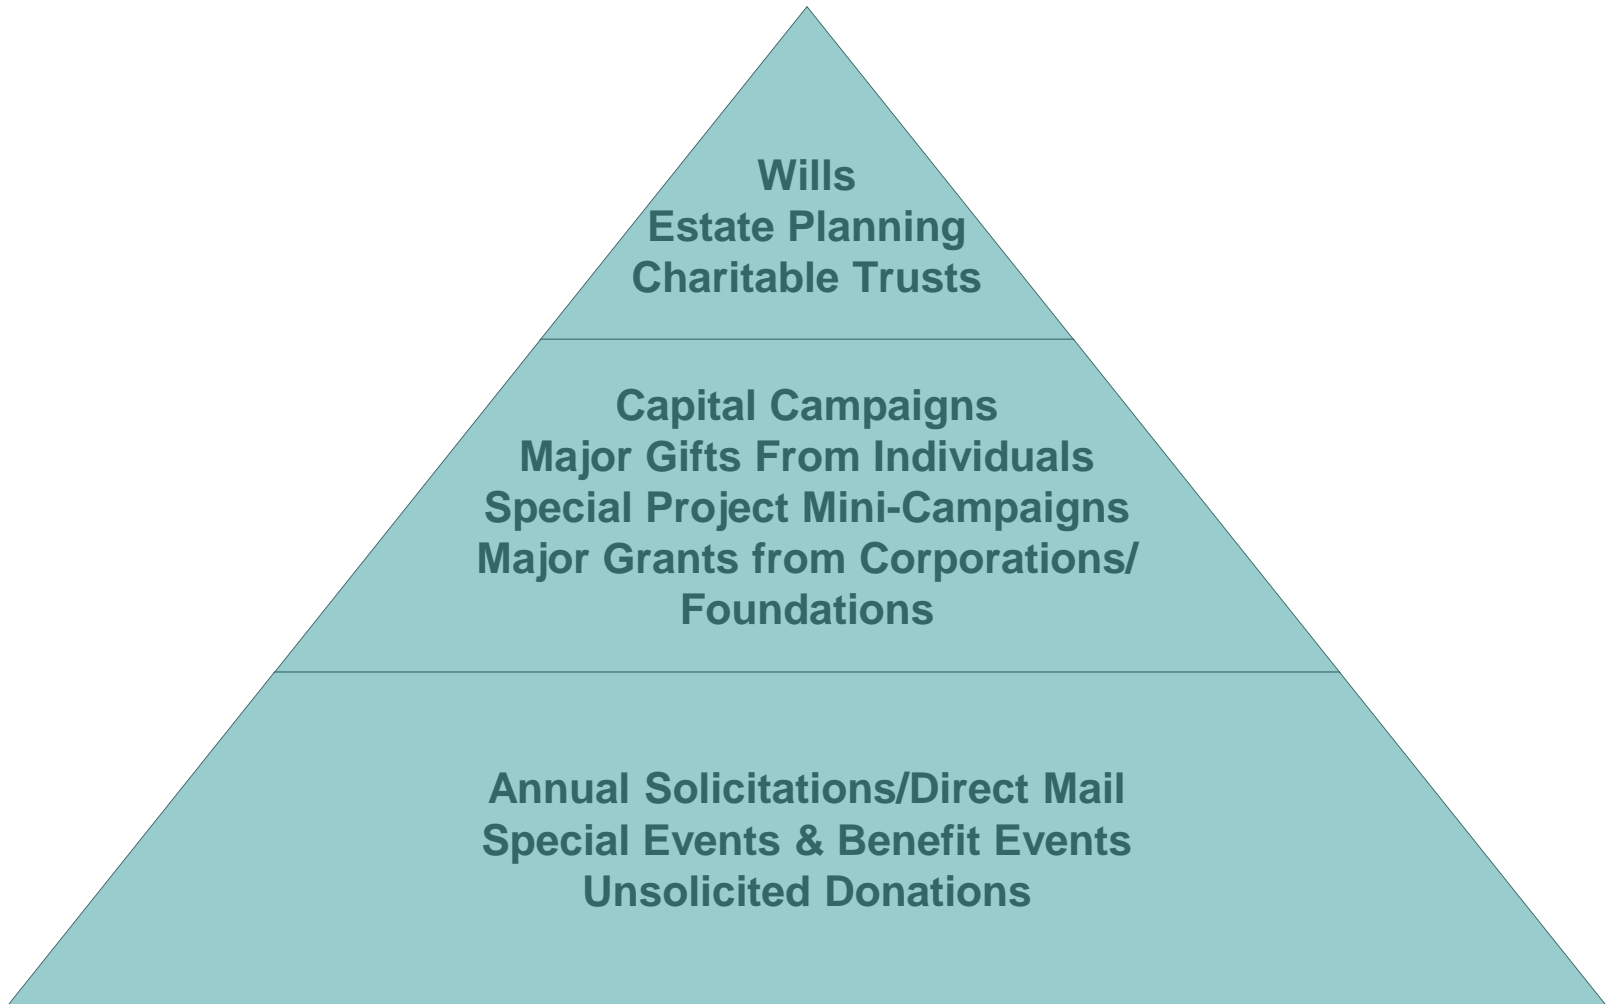 Wills
Estate Planning
Charitable Trusts
Capital Campaigns
Major Gifts From Individuals
Special Project Mini-Campaigns
Major Grants from Corporations/
Foundations
Annual Solicitations/Direct Mail
Special Events & Benefit Events
Unsolicited Donations